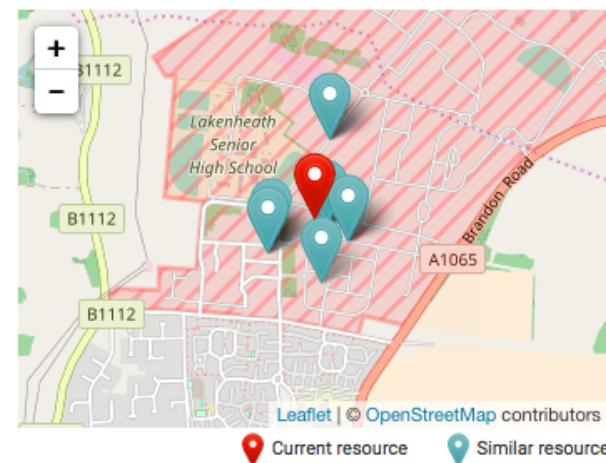 +
−
B1112
Lakenheath
Senior
High School
B1112
Brandon Road
A1065
B1112
Leaflet | © OpenStreetMap contributors
Current resource
Similar resource